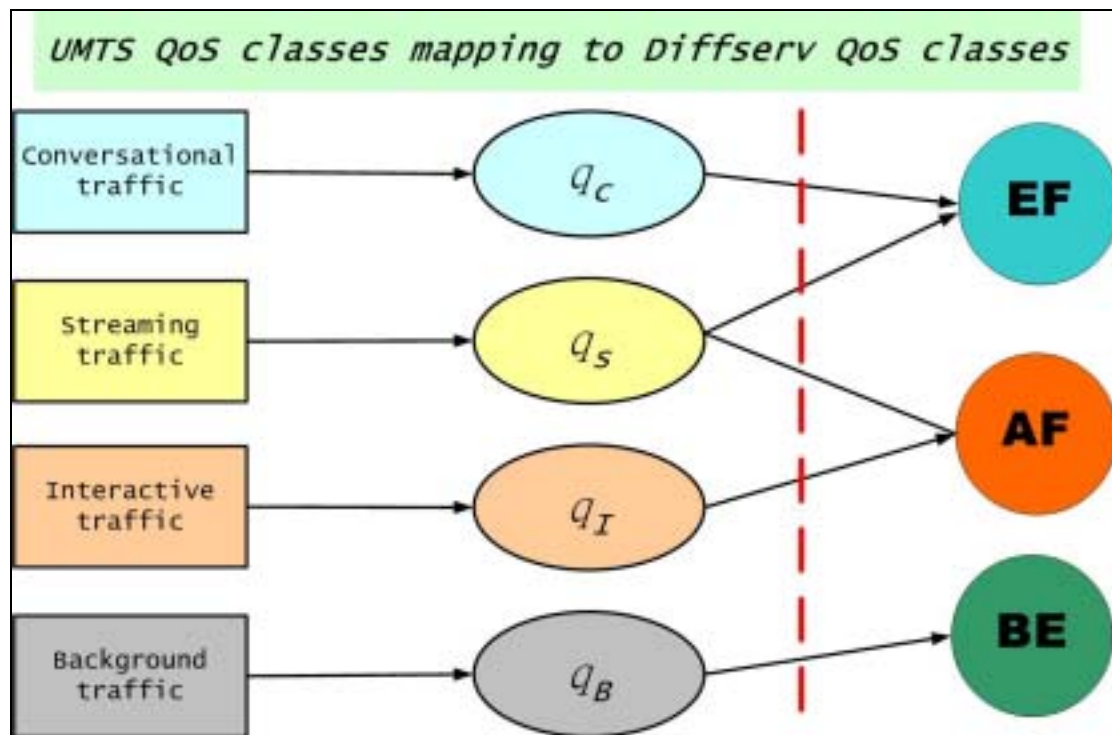 UMTS QoS classes mapping to Diffserv QoS classes
Conversational
traffic
q_C
EF
Streaming
traffic
q_S
AF
Interactive
traffic
q_I
Background
traffic
q_B
BE